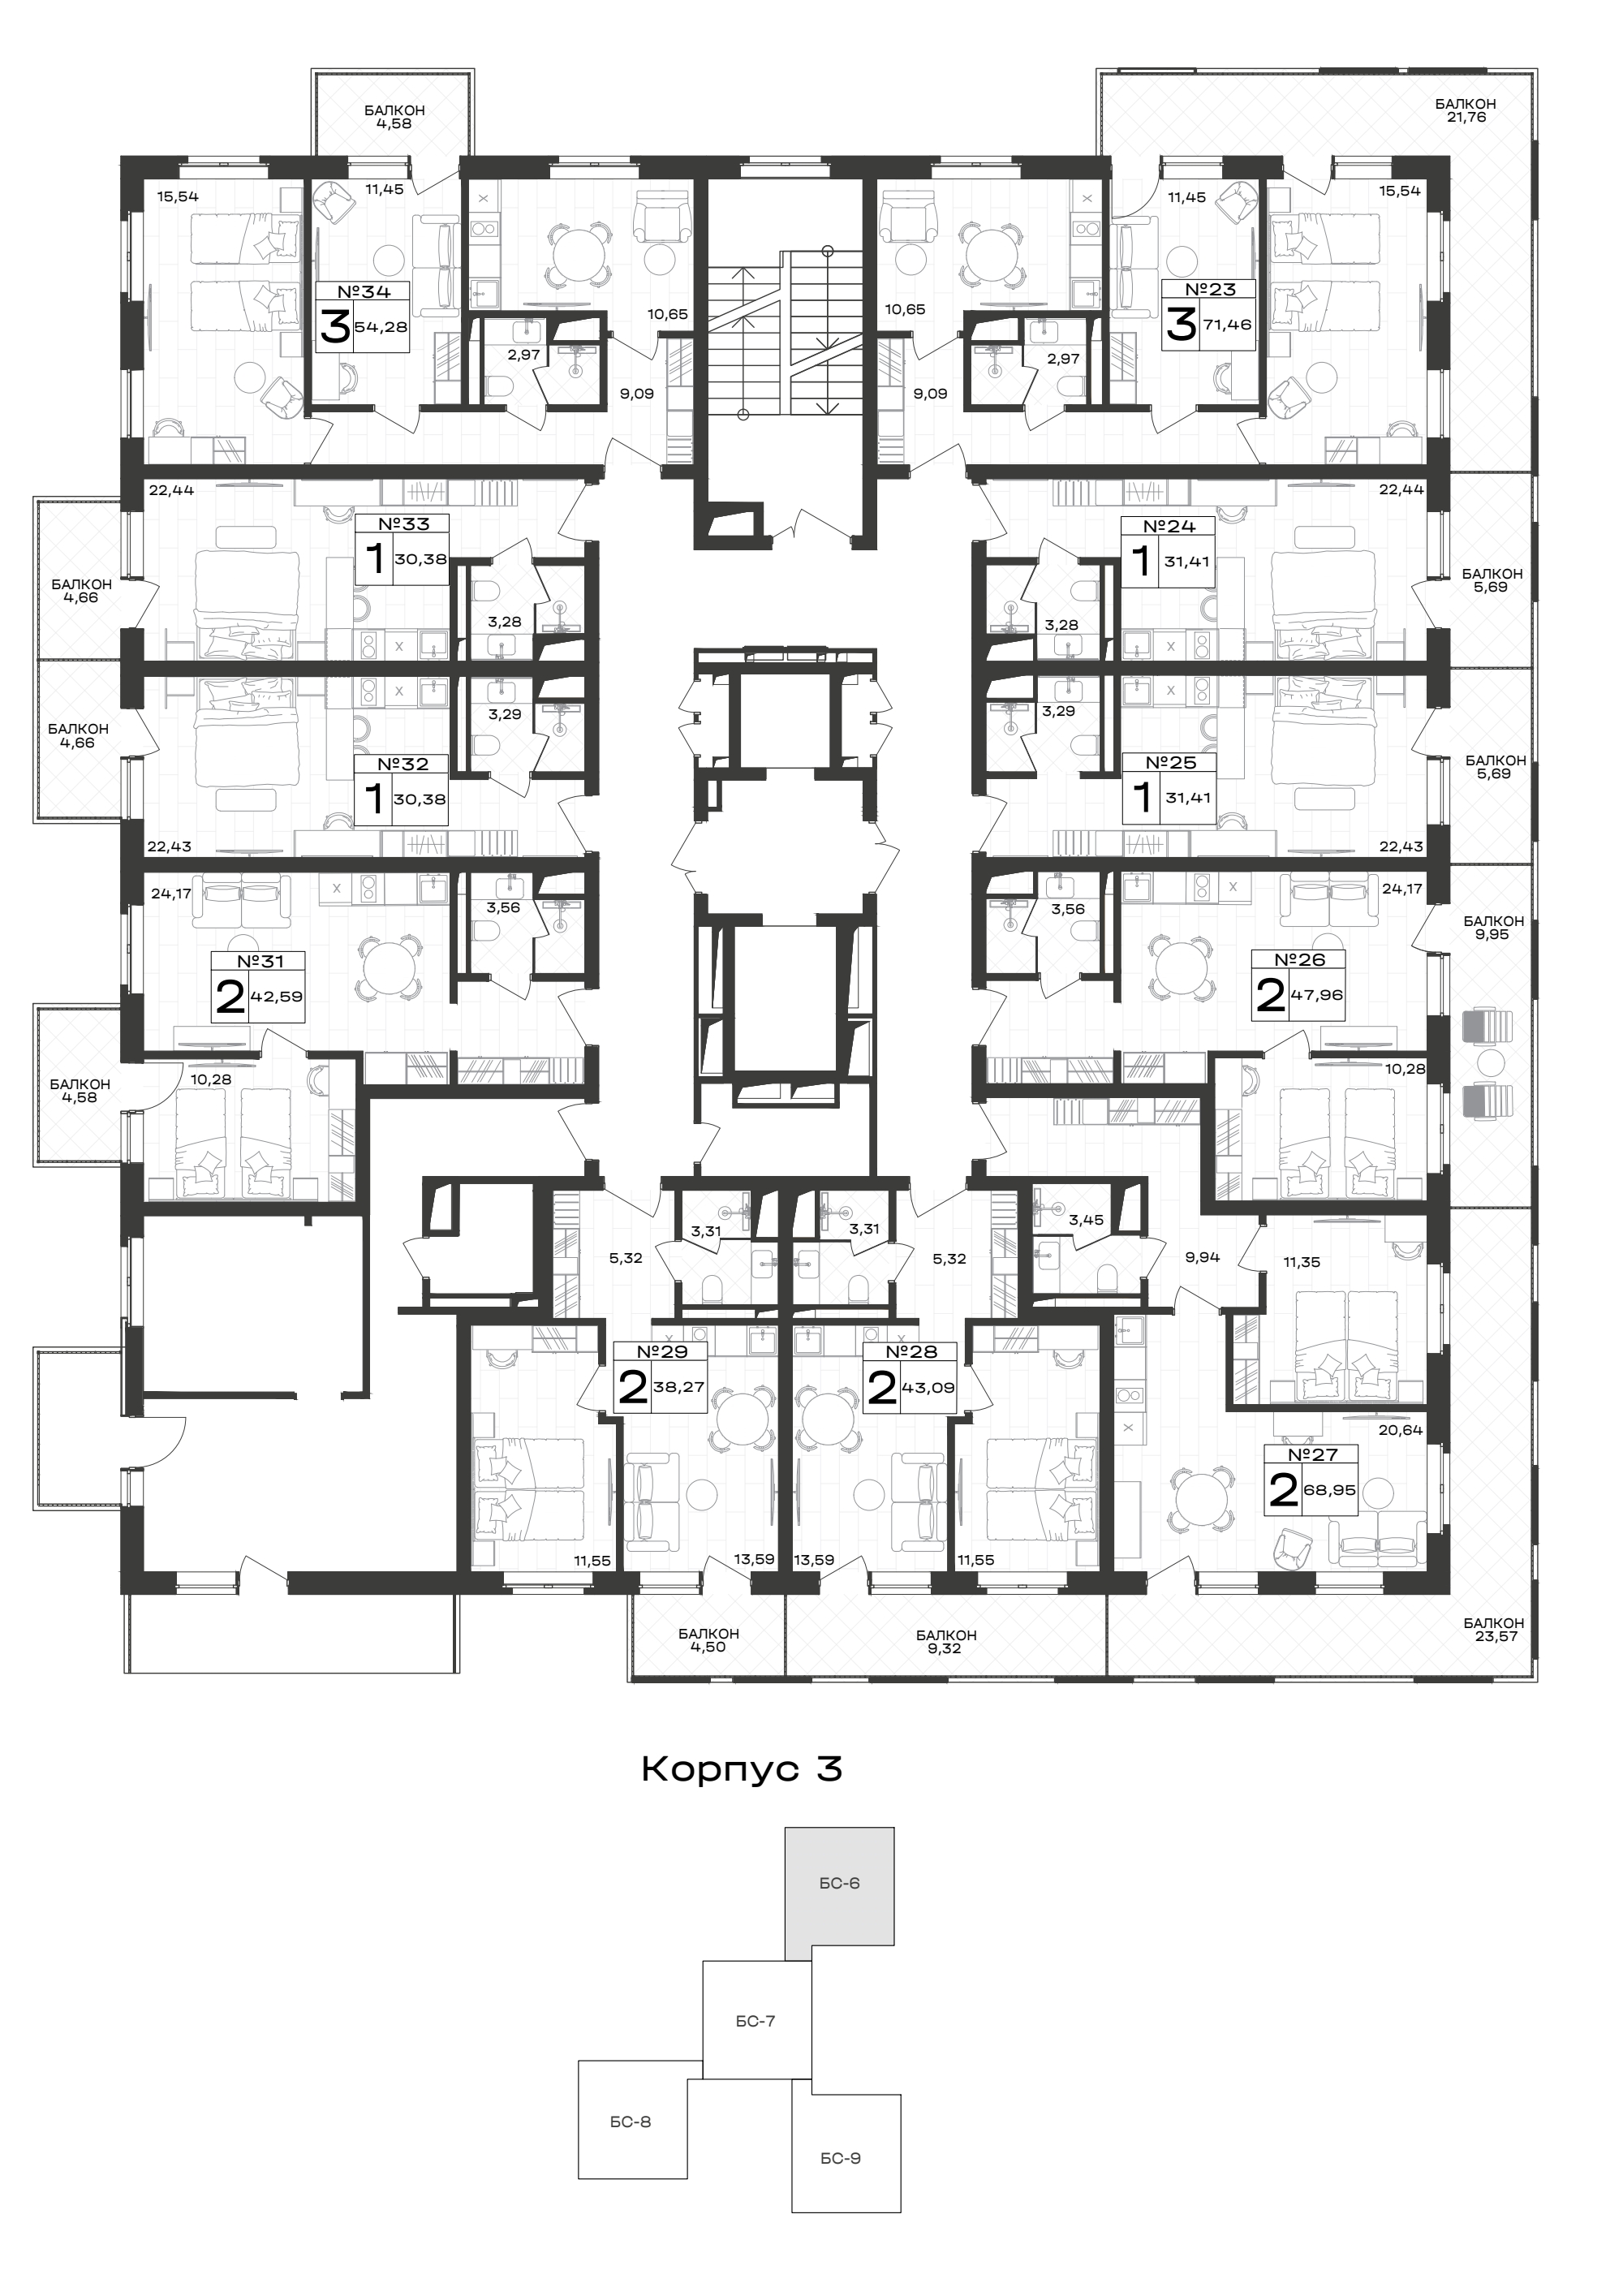 БАЛКОН
4,58
БАЛКОН
21,76
15,54
11,45
11,45
15,54
№34
3
54,28
№23
3
71,46
X
X
10,65
10,65
2,97
2,97
9,09
9,09
22,44
22,44
№33
1
30,38
№24
1
31,41
БАЛКОН
4,66
БАЛКОН
5,69
3,28
3,28
X
X
X
X
3,29
3,29
БАЛКОН
4,66
БАЛКОН
5,69
№32
1
30,38
№25
1
31,41
22,43
22,43
24,17
X
X
24,17
3,56
3,56
БАЛКОН
9,95
№31
2
42,59
№26
2
47,96
10,28
10,28
БАЛКОН
4,58
3,31
3,31
3,45
5,32
5,32
9,94
11,35
X
X
№29
2
38,27
№28
2
43,09
X
20,64
№27
2
68,95
11,55
13,59
13,59
11,55
БАЛКОН
4,50
БАЛКОН
9,32
БАЛКОН
23,57
Корпус 3
БС-6
БС-7
БС-8
БС-9